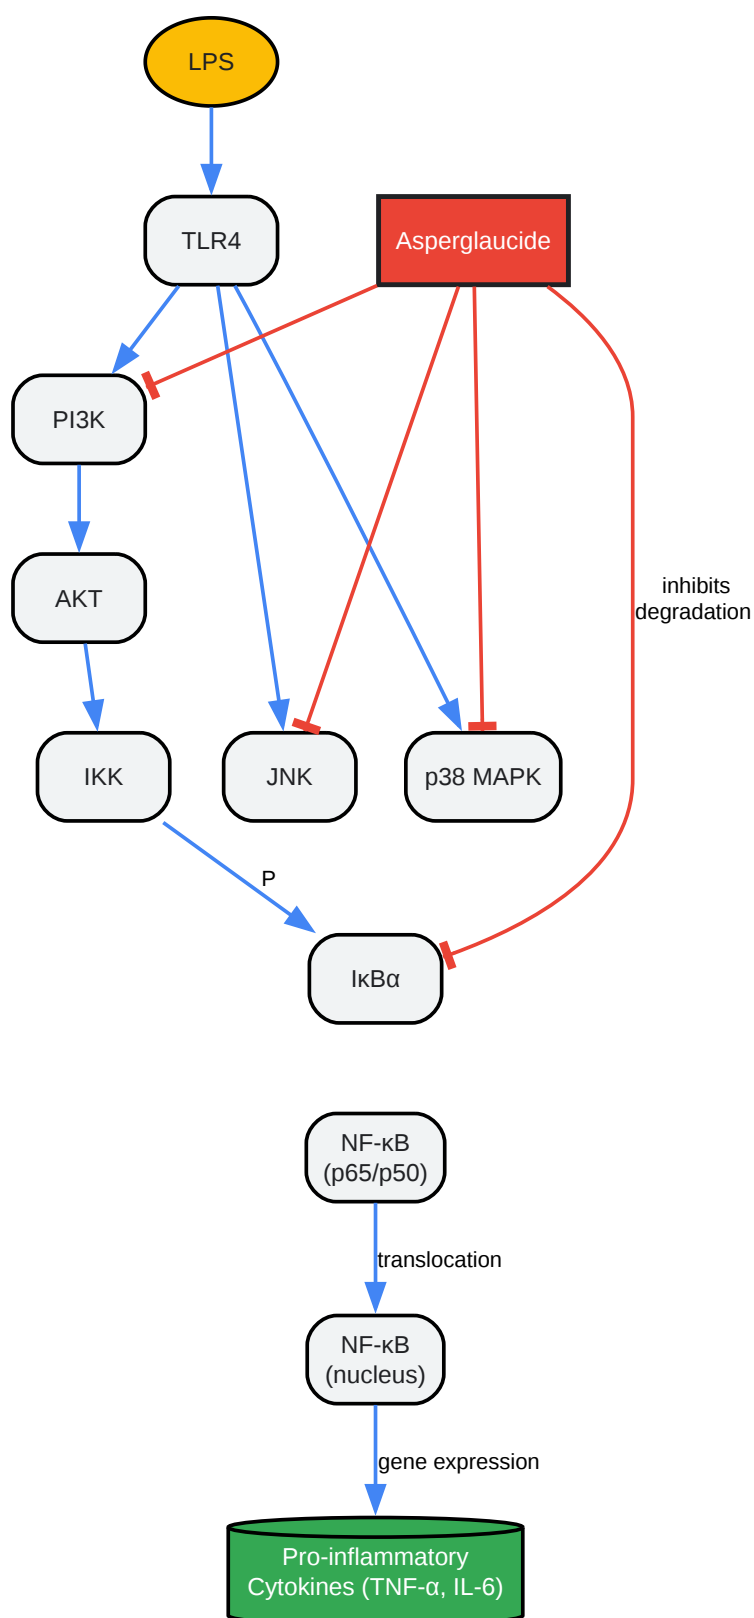 LPS
TLR4
Asperglaucide
PI3K
AKT
inhibits
degradation
IKK
JNK
p38 MAPK
P
IκBα
NF-κB
(p65/p50)
translocation
NF-κB
(nucleus)
gene expression
Pro-inflammatory
Cytokines (TNF-α, IL-6)